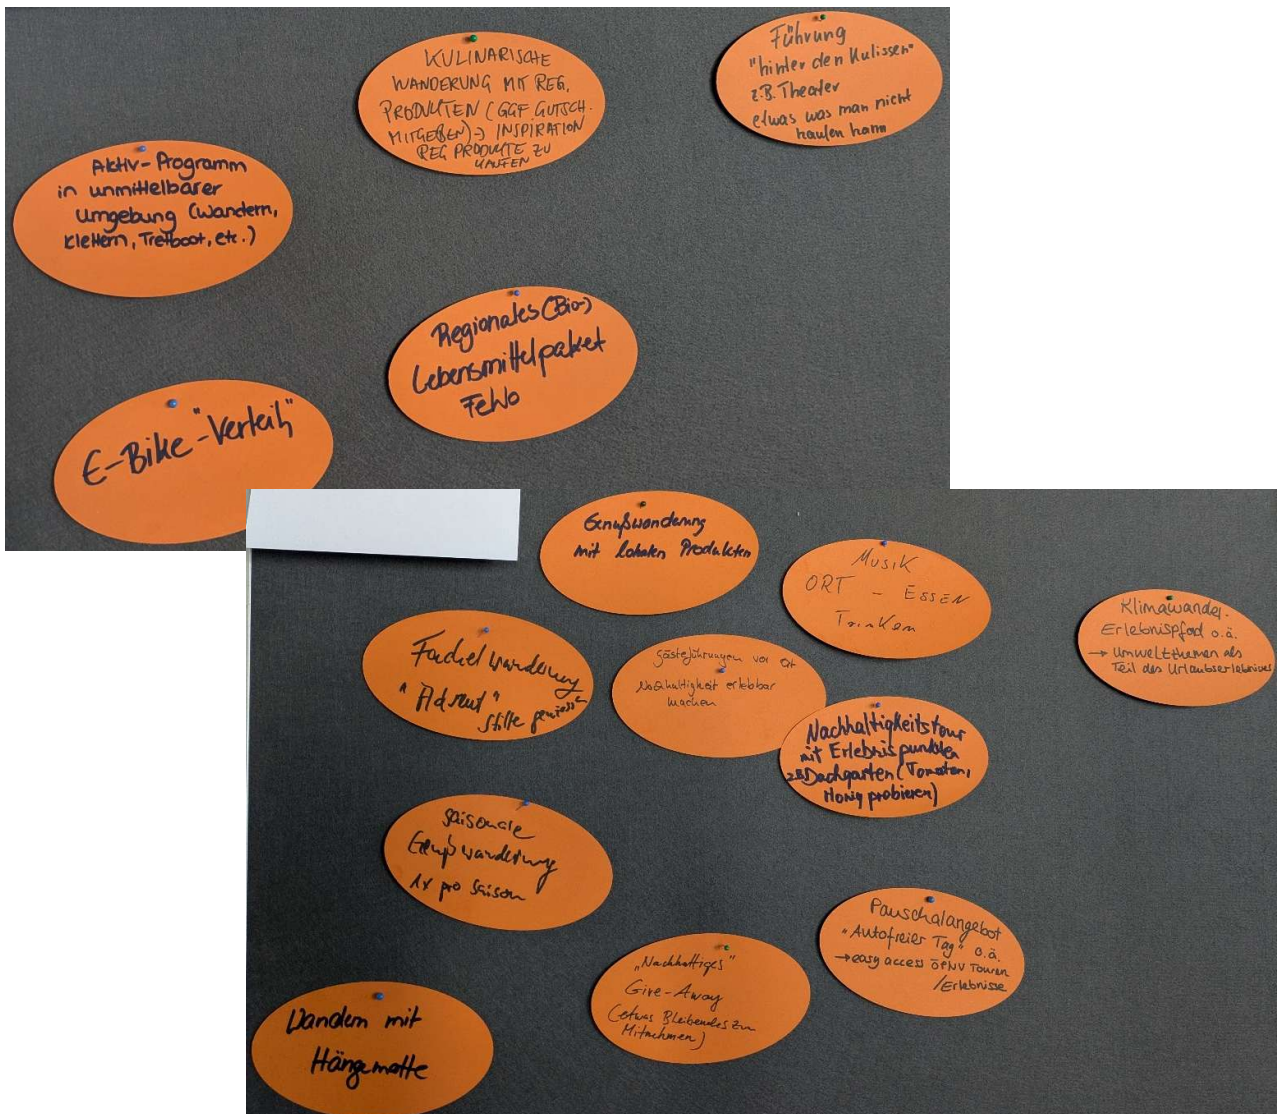 KULINARISCHE
WANDERUNG MIT REG.
PRODUKTEN (GGF. GUTSCH.
MITGEBEN) → INSPIRATION
REG PRODUKTE ZU
KAUFEN
Führung
"hinter den Kulissen"
z.B. Theater
etwas was man nicht
kaufen kann
Aktiv-Programm
in unmittelbarer
Umgebung (Wandern,
Klettern, Tretboot, etc.)
Regionales (Bio-)
Lebensmittelpaket
FeWo
E-Bike-"Verleih"
Genußwanderung
mit lokalen Produkten
MUSIK
ORT - ESSEN
Trinken
Klimawandel-
Erlebnispfad o.ä.
→ Umweltthemen als
Teil des Urlaubserlebnises
Fackelwanderung
"Advent"
Stille geniessen
Gästeführungen vor Ort
Nachhaltigkeit erlebbar
machen
Nachhaltigkeitstour
mit Erlebnispunkten
z.B. Dachgarten (Tomaten,
Honig probieren)
saisonale
Genußwanderung
1x pro Saison
Pauschalangebot
"Autofreier Tag" o.ä.
→ easy access ÖPNV Touren
/Erlebnisse
"Nachhaltiges"
Give-Away
(etwas Bleibendes zum
Mitnehmen)
Wandern mit
Hängematte